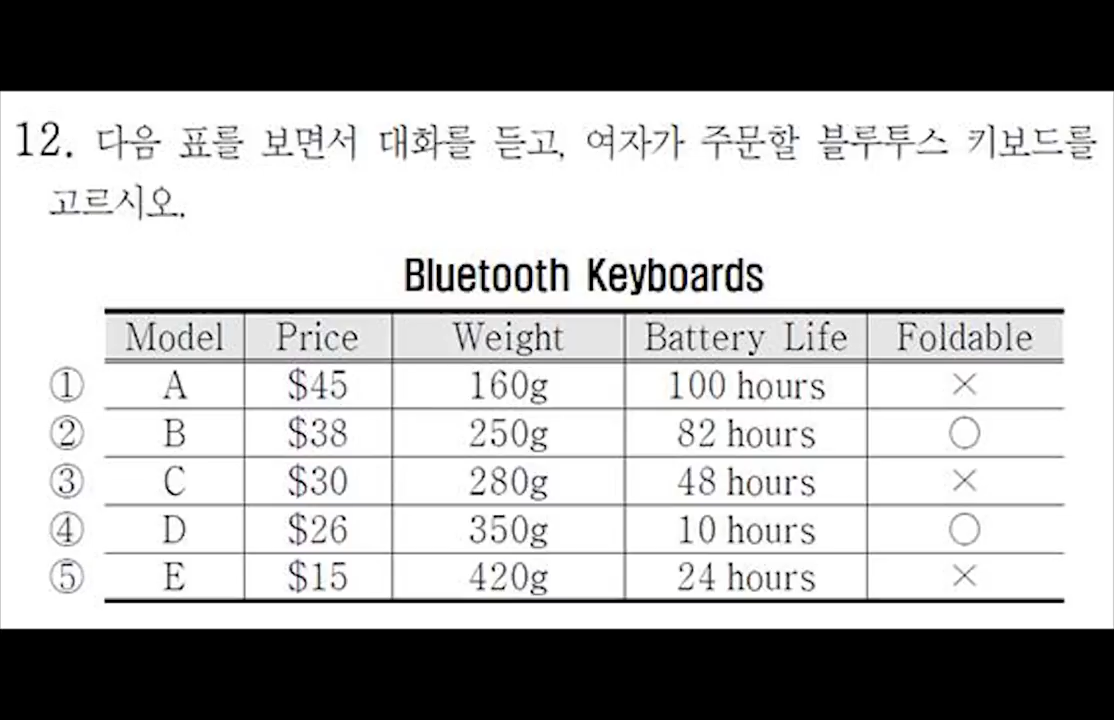 12. 다음 표를 보면서 대화를 듣고, 여자가 주문할 블루투스 키보드를
고르시오.
Bluetooth Keyboards
Model Price Weight Battery Life Foldable
① A $45 160g 100 hours ×
② B $38 250g 82 hours ○
③ C $30 280g 48 hours ×
④ D $26 350g 10 hours ○
⑤ E $15 420g 24 hours ×